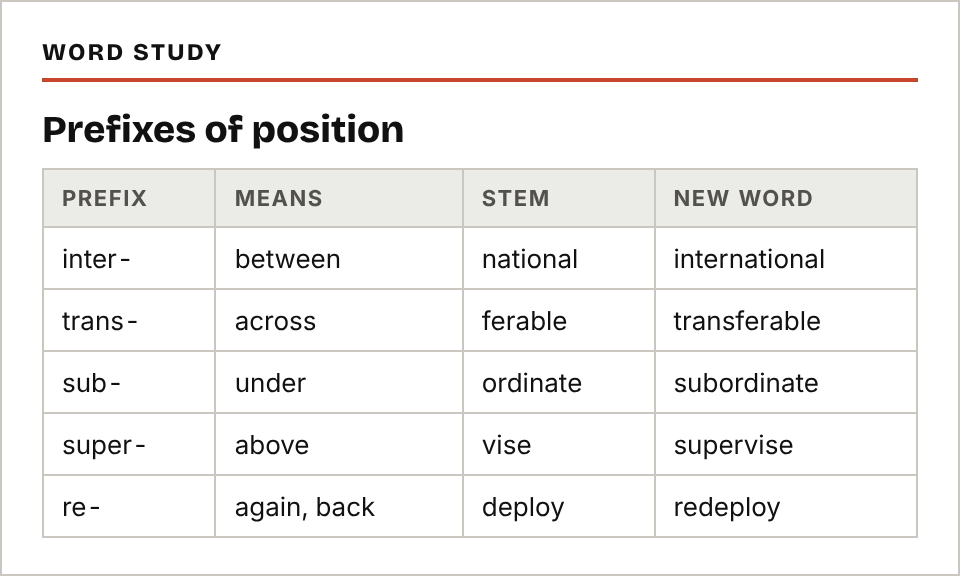 WORD STUDY
Prefixes of position
PREFIX MEANS STEM NEW WORD
inter- between national international
trans- across ferable transferable
sub- under ordinate subordinate
super- above vise supervise
re- again, back deploy redeploy